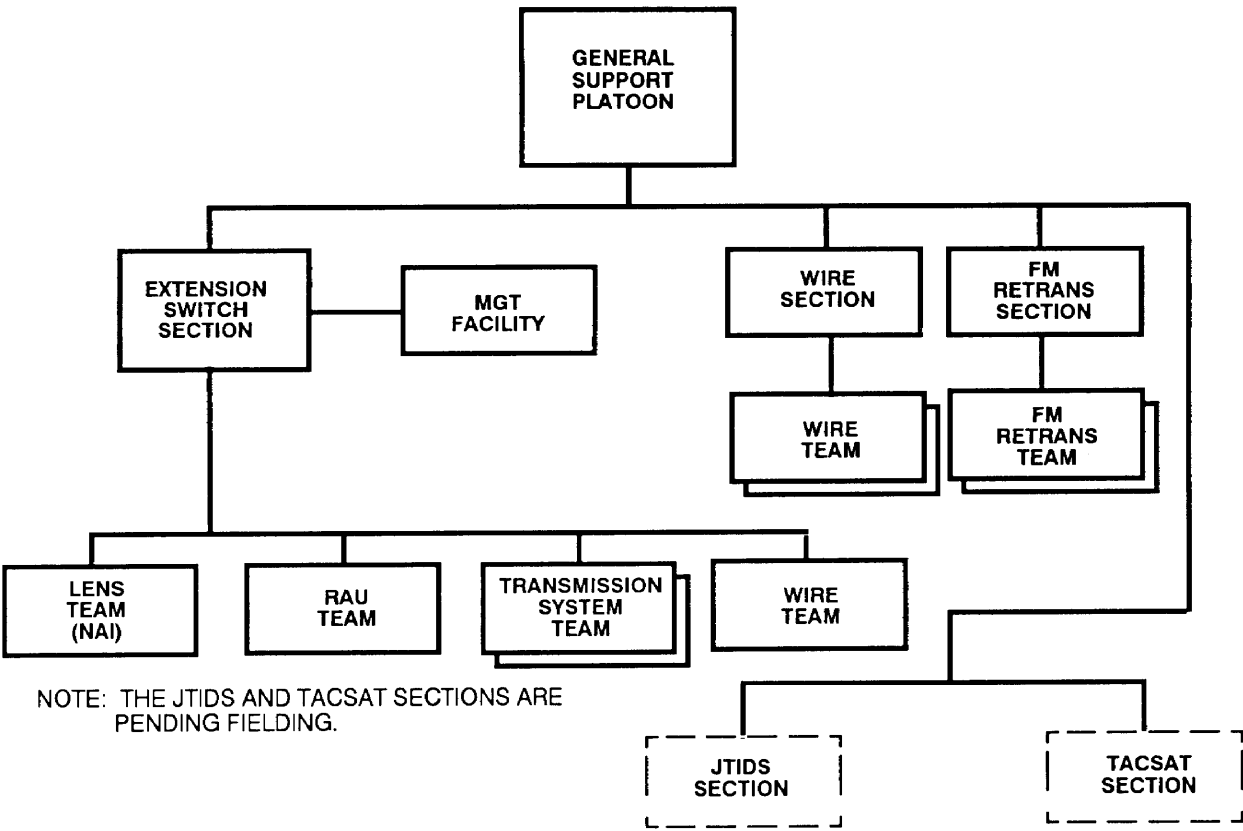 GENERAL
SUPPORT
PLATOON
EXTENSION
SWITCH
SECTION
MGT
FACILITY
WIRE
SECTION
FM
RETRANS
SECTION
WIRE
TEAM
FM
RETRANS
TEAM
LENS
TEAM
(NAI)
RAU
TEAM
TRANSMISSION
SYSTEM
TEAM
WIRE
TEAM
NOTE: THE JTIDS AND TACSAT SECTIONS ARE
PENDING FIELDING.
JTIDS
SECTION
TACSAT
SECTION